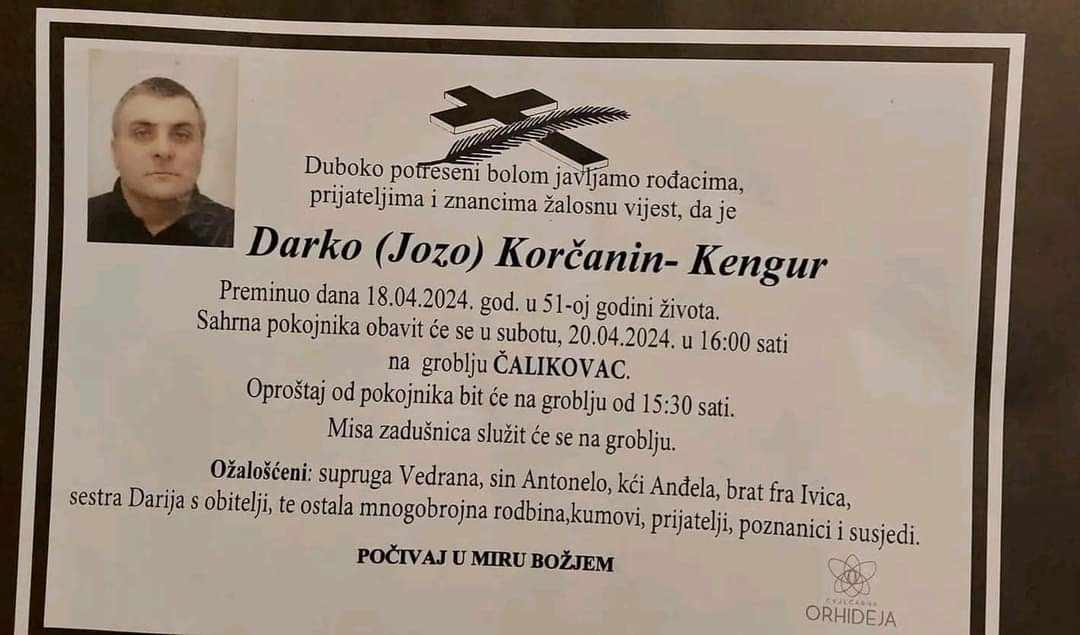 Duboko potreseni bolom javljamo rođacima,
prijateljima i znancima žalosnu vijest, da je
Darko (Jozo) Korčanin- Kengur
Preminuo dana 18.04.2024. god. u 51-oj godini života.
Sahrna pokojnika obavit će se u subotu, 20.04.2024. u 16:00 sati
na groblju ČALIKOVAC.
Oproštaj od pokojnika bit će na groblju od 15:30 sati.
Misa zadušnica služit će se na groblju.
Ožalošćeni: supruga Vedrana, sin Antonelo, kći Anđela, brat fra Ivica,
sestra Darija s obitelji, te ostala mnogobrojna rodbina,kumovi, prijatelji, poznanici i susjedi.
POČIVAJ U MIRU BOŽJEM
CVJEĆARNA
ORHIDEJA